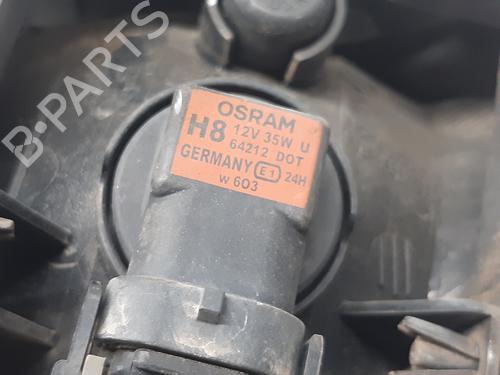 OSRAM
H8 12V 35W U
64212 DOT
GERMANY E1 24H
w 603
B-PARTS